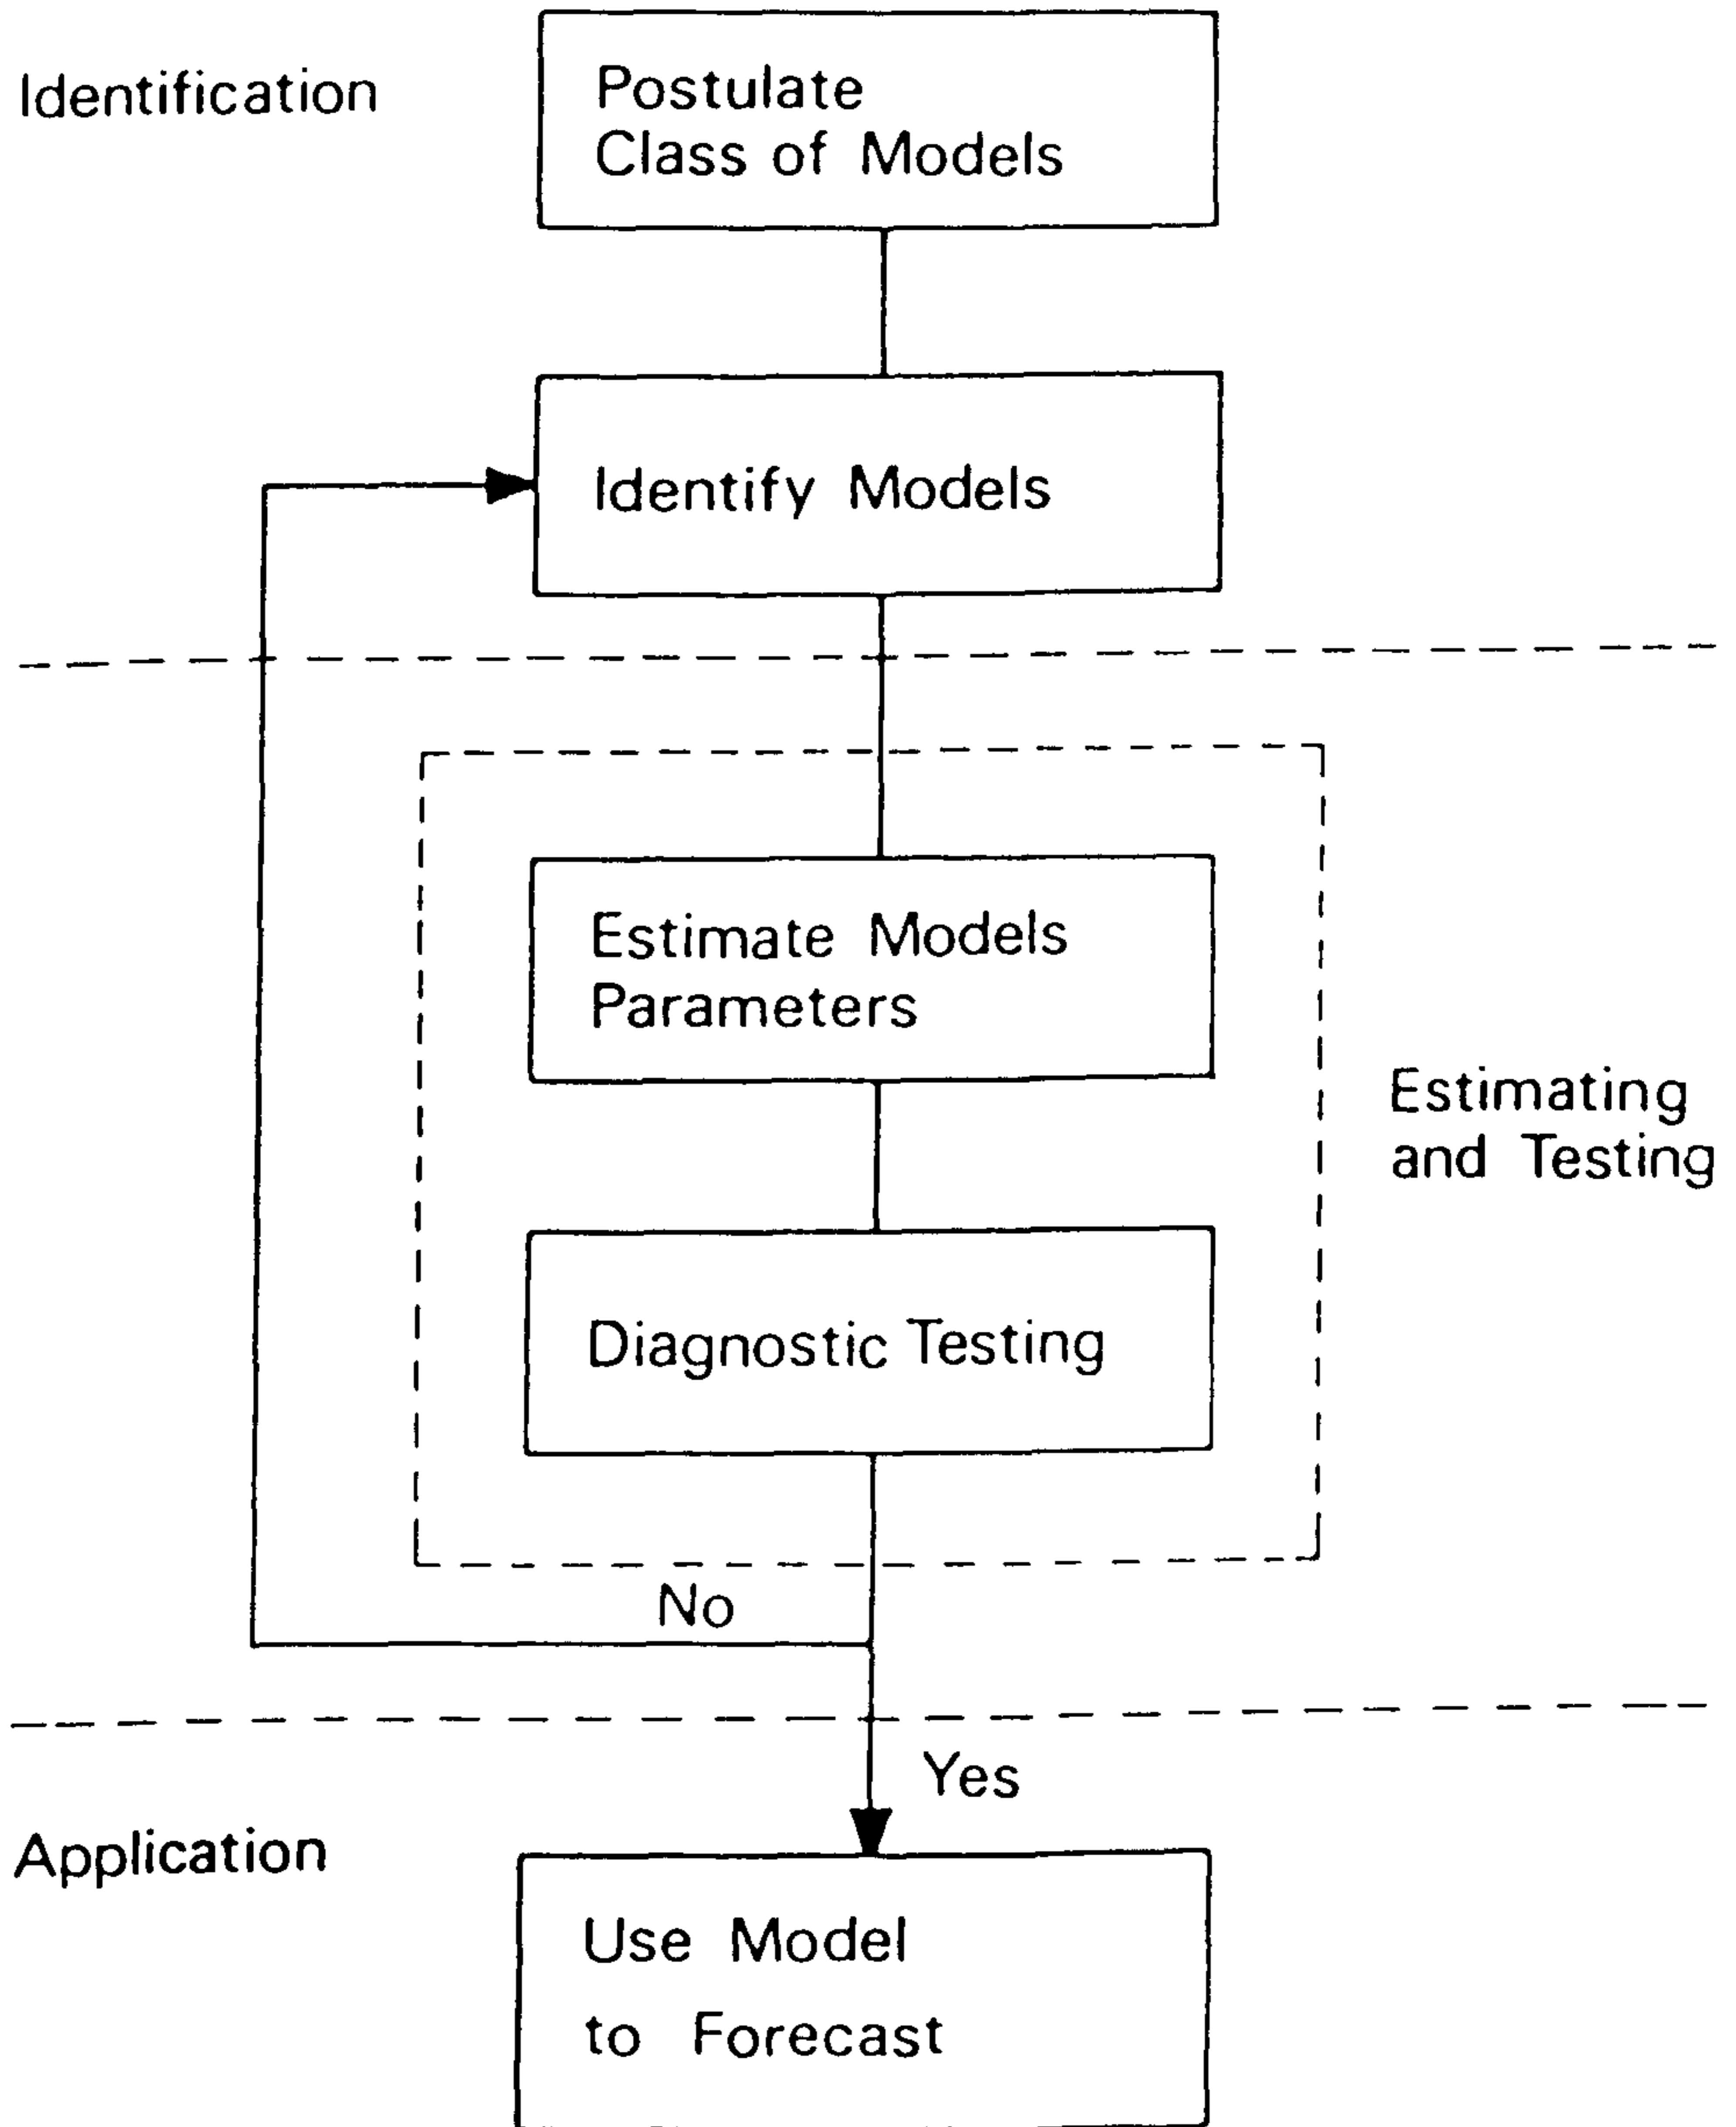 Identification
Postulate
Class of Models
Identify Models
Estimate Models
Parameters
Estimating
and Testing
Diagnostic Testing
No
Yes
Application
Use Model
to Forecast